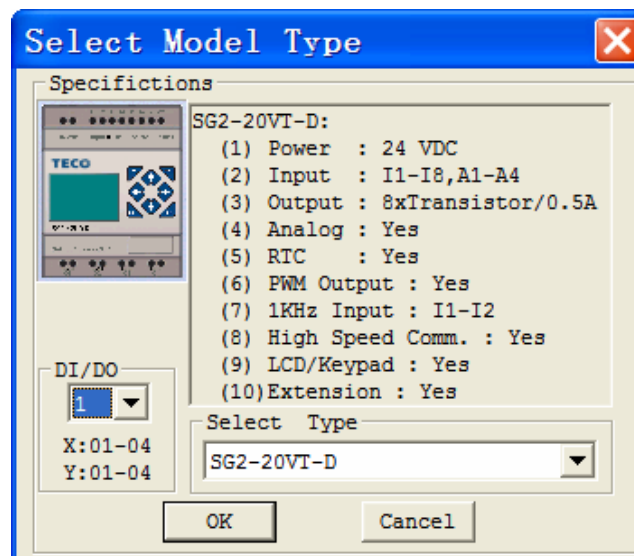 Select Model Type
Specifictions
TECO
SG2-20VT-D:
(1) Power : 24 VDC
(2) Input : I1-I8,A1-A4
(3) Output : 8xTransistor/0.5A
(4) Analog : Yes
(5) RTC : Yes
(6) PWM Output : Yes
(7) 1KHz Input : I1-I2
(8) High Speed Comm. : Yes
(9) LCD/Keypad : Yes
(10)Extension : Yes
DI/DO
1
X:01-04
Y:01-04
Select Type
SG2-20VT-D
OK
Cancel